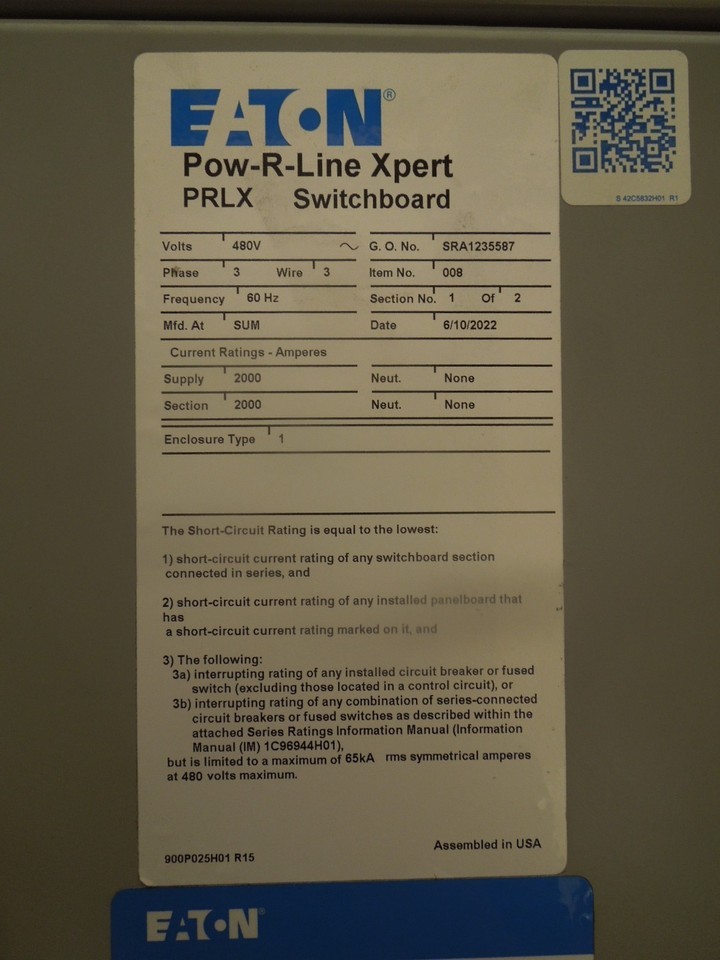 EATON®
Pow-R-Line Xpert
PRLX Switchboard
S 42C5832H01 R1
Volts 480V ~ G. O. No. SRA1235587
Phase 3 Wire 3 Item No. 008
Frequency 60 Hz Section No. 1 Of 2
Mfd. At SUM Date 6/10/2022
Current Ratings - Amperes
Supply 2000 Neut. None
Section 2000 Neut. None
Enclosure Type 1
The Short-Circuit Rating is equal to the lowest:
1) short-circuit current rating of any switchboard section
connected in series, and
2) short-circuit current rating of any installed panelboard that
has
a short-circuit current rating marked on it, and
3) The following:
3a) interrupting rating of any installed circuit breaker or fused
switch (excluding those located in a control circuit), or
3b) interrupting rating of any combination of series-connected
circuit breakers or fused switches as described within the
attached Series Ratings Information Manual (Information
Manual (IM) 1C96944H01),
but is limited to a maximum of 65kA rms symmetrical amperes
at 480 volts maximum.
Assembled in USA
900P025H01 R15
EATON®